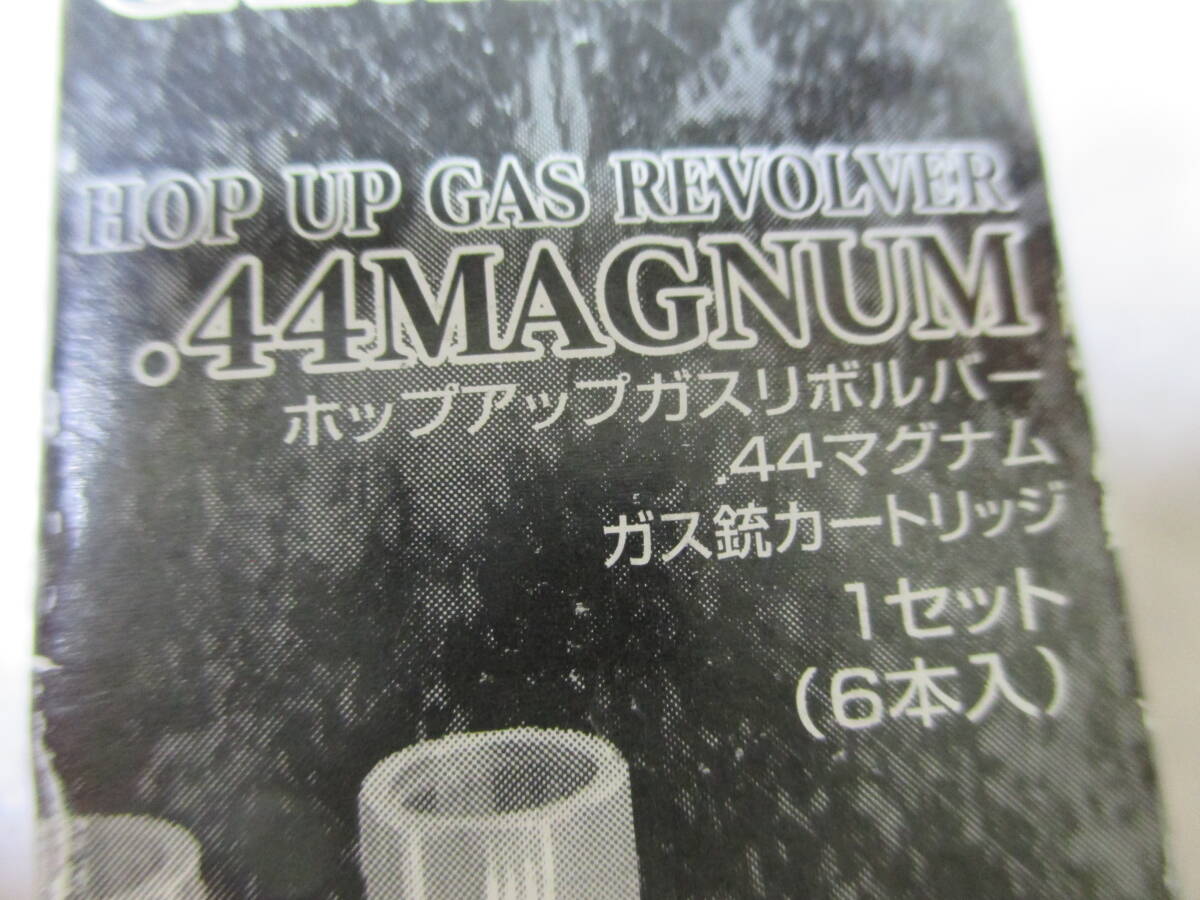 HOP UP GAS REVOLVER
.44MAGNUM
ホップアップガスリボルバー
.44マグナム
ガス銃カートリッジ
1セット
(6本入)